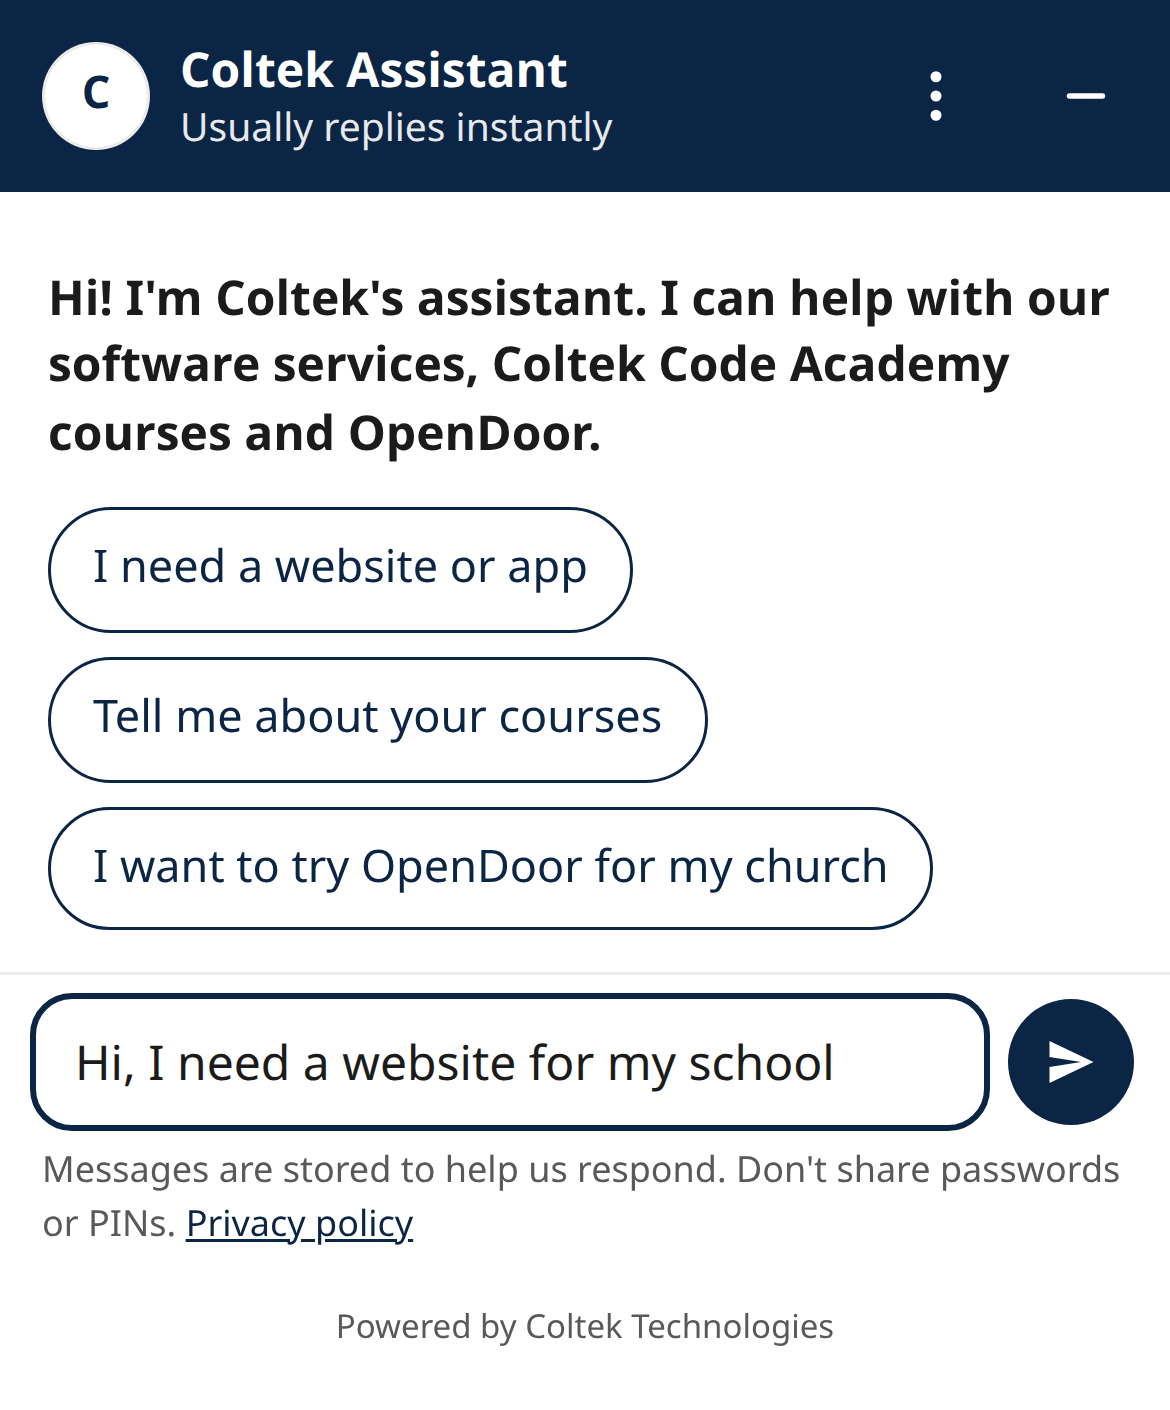 C
Coltek Assistant
Usually replies instantly
Hi! I'm Coltek's assistant. I can help with our
software services, Coltek Code Academy
courses and OpenDoor.
I need a website or app
Tell me about your courses
I want to try OpenDoor for my church
Hi, I need a website for my school
Messages are stored to help us respond. Don't share passwords
or PINs. Privacy policy
Powered by Coltek Technologies